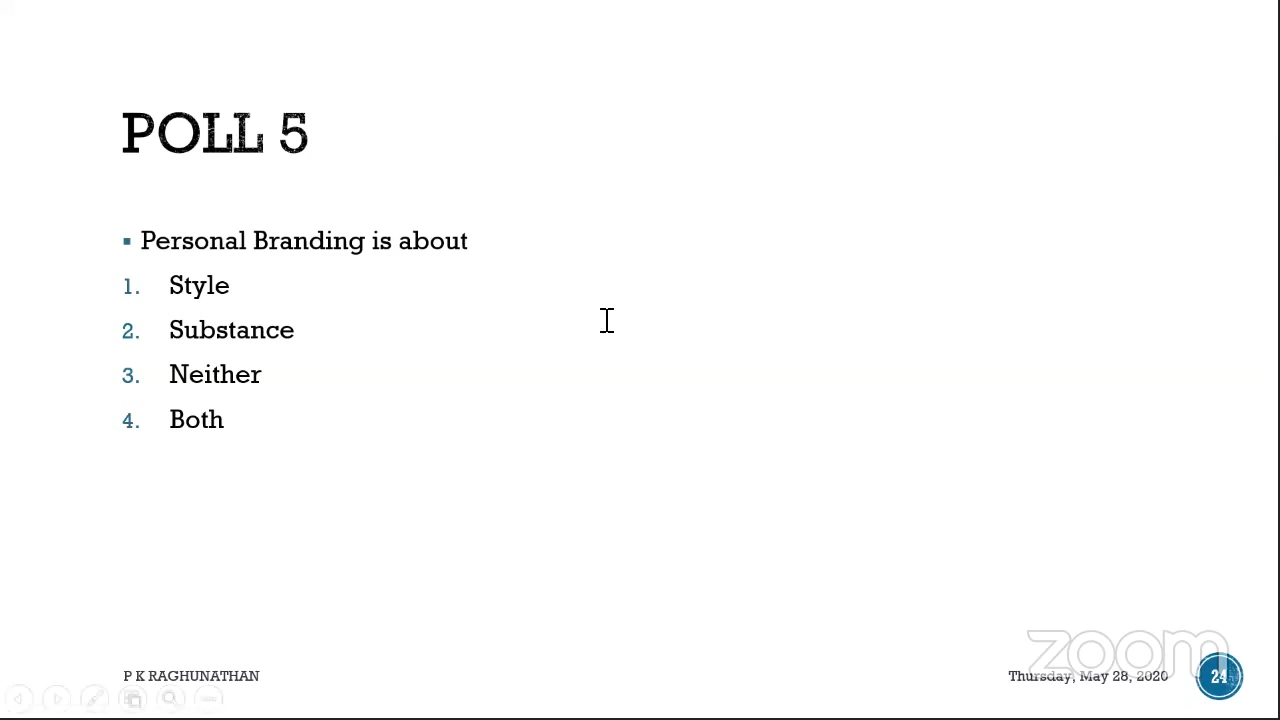 POLL 5
▪ Personal Branding is about
1. Style
2. Substance
3. Neither
4. Both
zoom
P K RAGHUNATHAN
Thursday, May 28, 2020
24